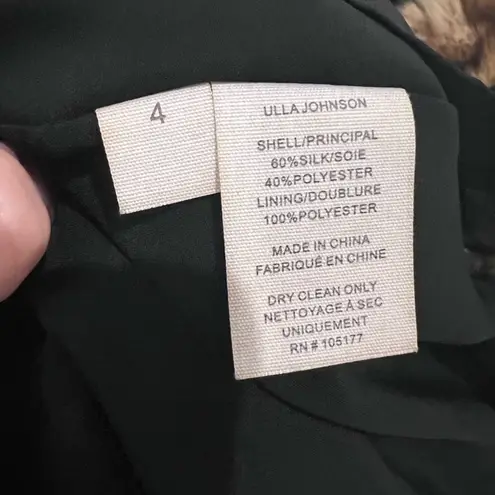 4
ULLA JOHNSON
SHELL/PRINCIPAL
60%SILK/SOIE
40%POLYESTER
LINING/DOUBLURE
100%POLYESTER
MADE IN CHINA
FABRIQUÉ EN CHINE
DRY CLEAN ONLY
NETTOYAGE À SEC
UNIQUEMENT
RN # 105177